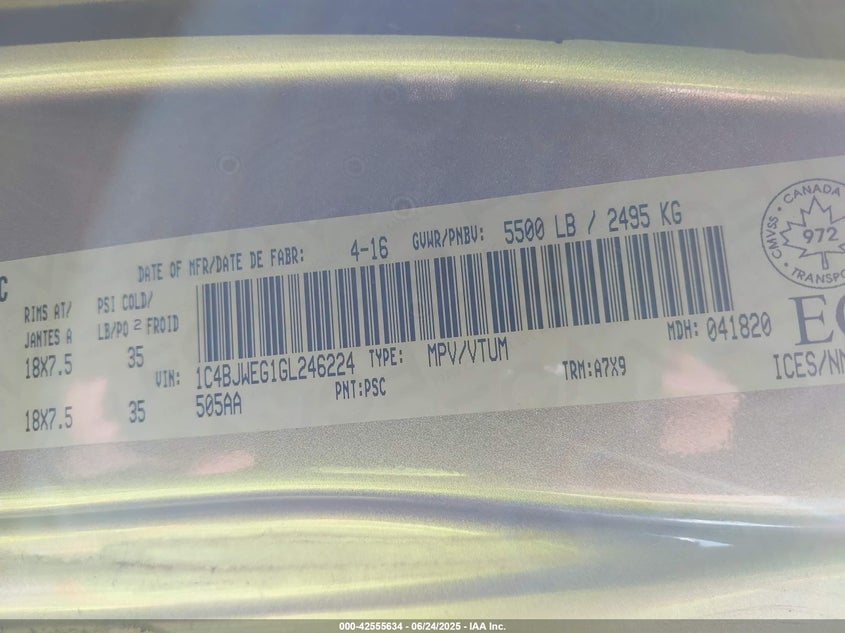 DATE OF MFR/DATE DE FABR: 4-16 GVWR/PNBV: 5500 LB / 2495 KG
C
RIMS AT/ PSI COLD/
JANTES A LB/PO 2 FROID
18X7.5 35
18X7.5 35
VIN: 1C4BJWEG1GL246224 TYPE: MPV/VTUM MDH: 041820
505AA PNT:PSC TRM:A7X9
CMVSS • CANADA
972
TRANSPO
ICES/NM
000-42555634 - 06/24/2025 - IAA Inc.